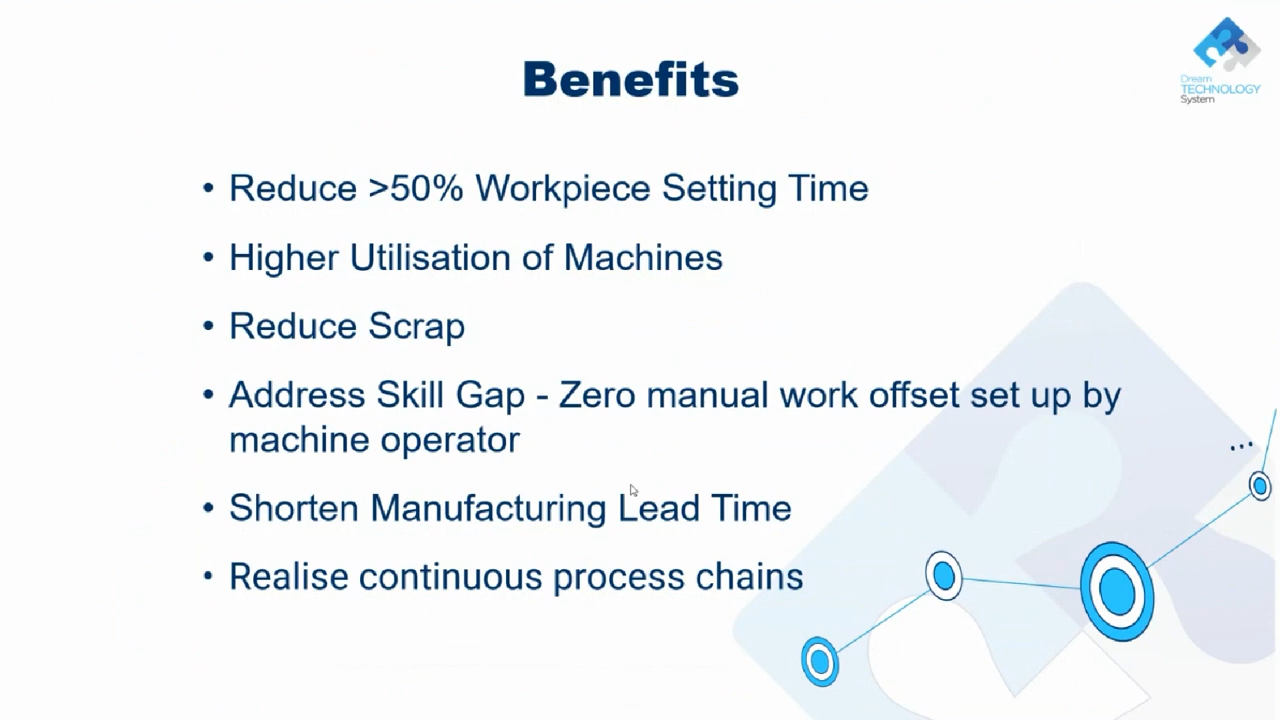 Benefits
Dream
TECHNOLOGY
System
• Reduce >50% Workpiece Setting Time
• Higher Utilisation of Machines
• Reduce Scrap
• Address Skill Gap - Zero manual work offset set up by
machine operator
• Shorten Manufacturing Lead Time
• Realise continuous process chains